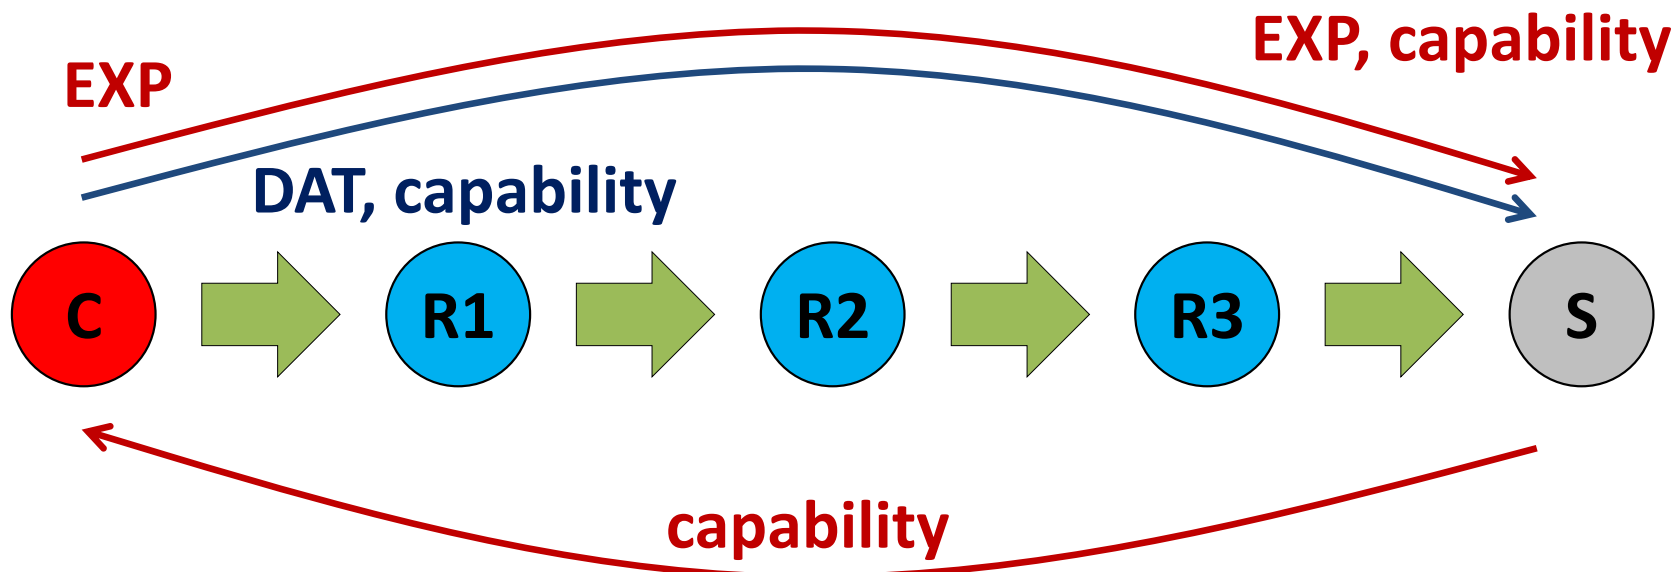 EXP, capability
EXP
DAT, capability
C
R1
R2
R3
S
capability